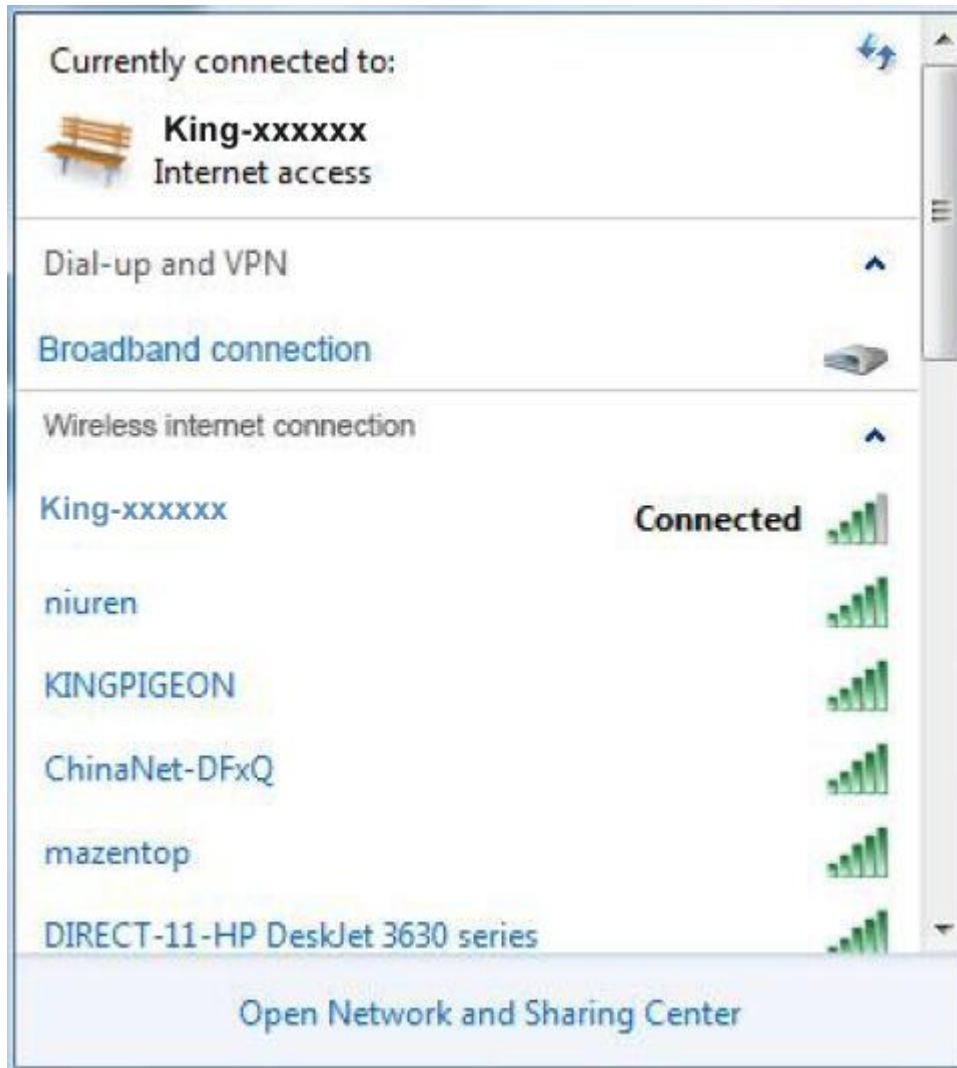 Currently connected to:
King-xxxxxx
Internet access
Dial-up and VPN
Broadband connection
Wireless internet connection
King-xxxxxx Connected
niuren
KINGPIGEON
ChinaNet-DFxQ
mazentop
DIRECT-11-HP DeskJet 3630 series
Open Network and Sharing Center